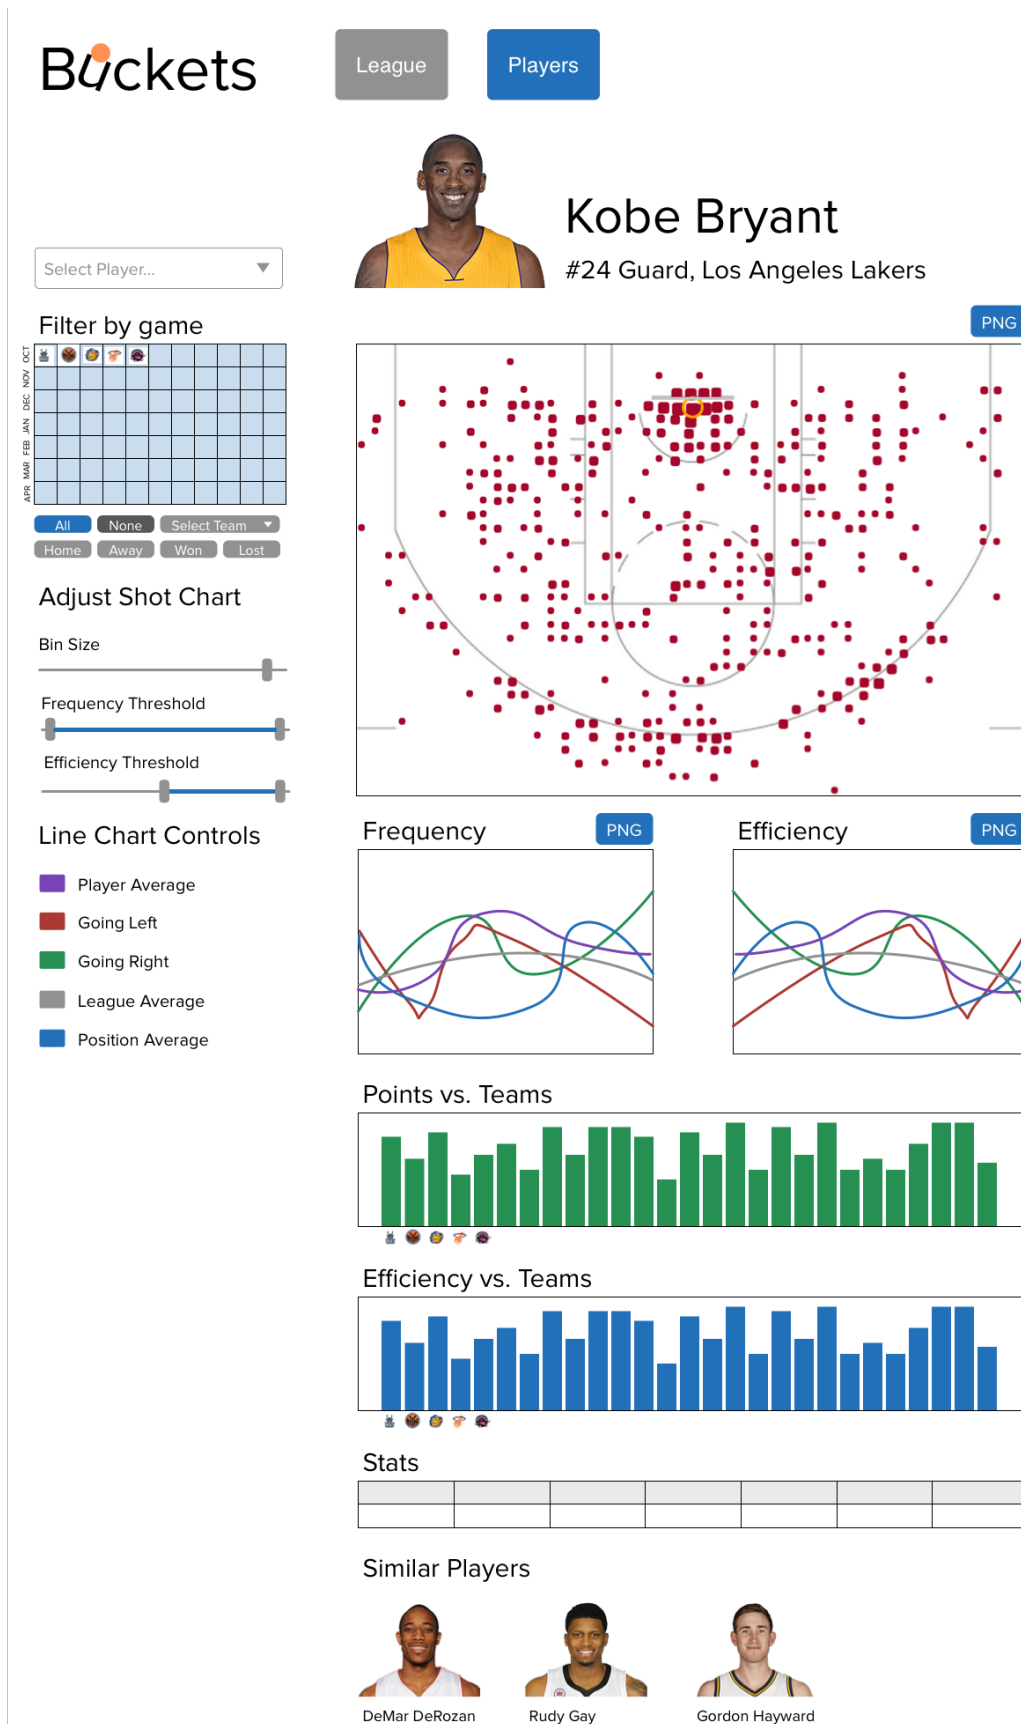 Buckets
League
Players
Kobe Bryant
#24 Guard, Los Angeles Lakers
Select Player...
Filter by game
PNG
OCT
NOV
DEC
JAN
FEB
MAR
APR
All
None
Select Team
Home
Away
Won
Lost
Adjust Shot Chart
Bin Size
Frequency Threshold
Efficiency Threshold
Line Chart Controls
Player Average
Going Left
Going Right
League Average
Position Average
Frequency
PNG
Efficiency
PNG
Points vs. Teams
Efficiency vs. Teams
Stats
Similar Players
DeMar DeRozan
Rudy Gay
Gordon Hayward